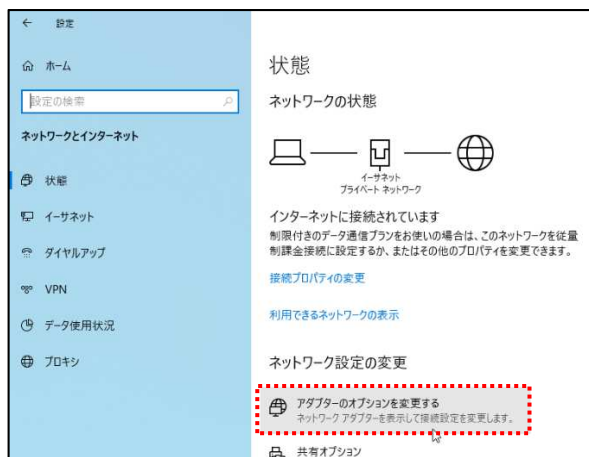 設定
ホーム
設定の検索
ネットワークとインターネット
状態
イーサネット
ダイヤルアップ
VPN
データ使用状況
プロキシ
状態
ネットワークの状態
イーサネット
プライベート ネットワーク
インターネットに接続されています
制限付きのデータ通信プランをお使いの場合は、このネットワークを従量
制課金接続に設定するか、またはその他のプロパティを変更できます。
接続プロパティの変更
利用できるネットワークの表示
ネットワーク設定の変更
アダプターのオプションを変更する
ネットワーク アダプターを表示して接続設定を変更します。
共有オプション